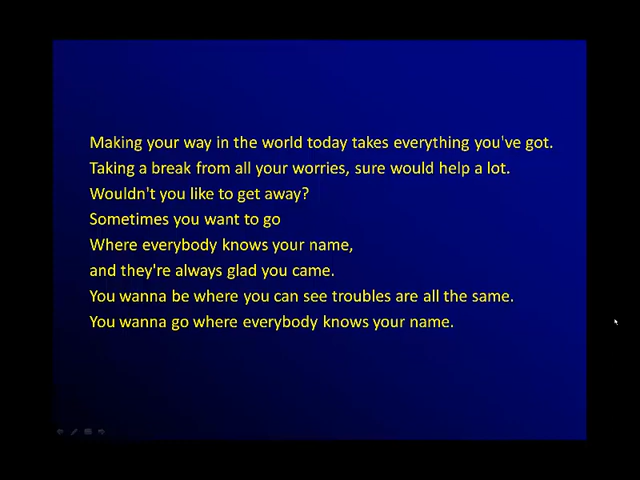 Making your way in the world today takes everything you've got.
Taking a break from all your worries, sure would help a lot.
Wouldn't you like to get away?
Sometimes you want to go
Where everybody knows your name,
and they're always glad you came.
You wanna be where you can see troubles are all the same.
You wanna go where everybody knows your name.